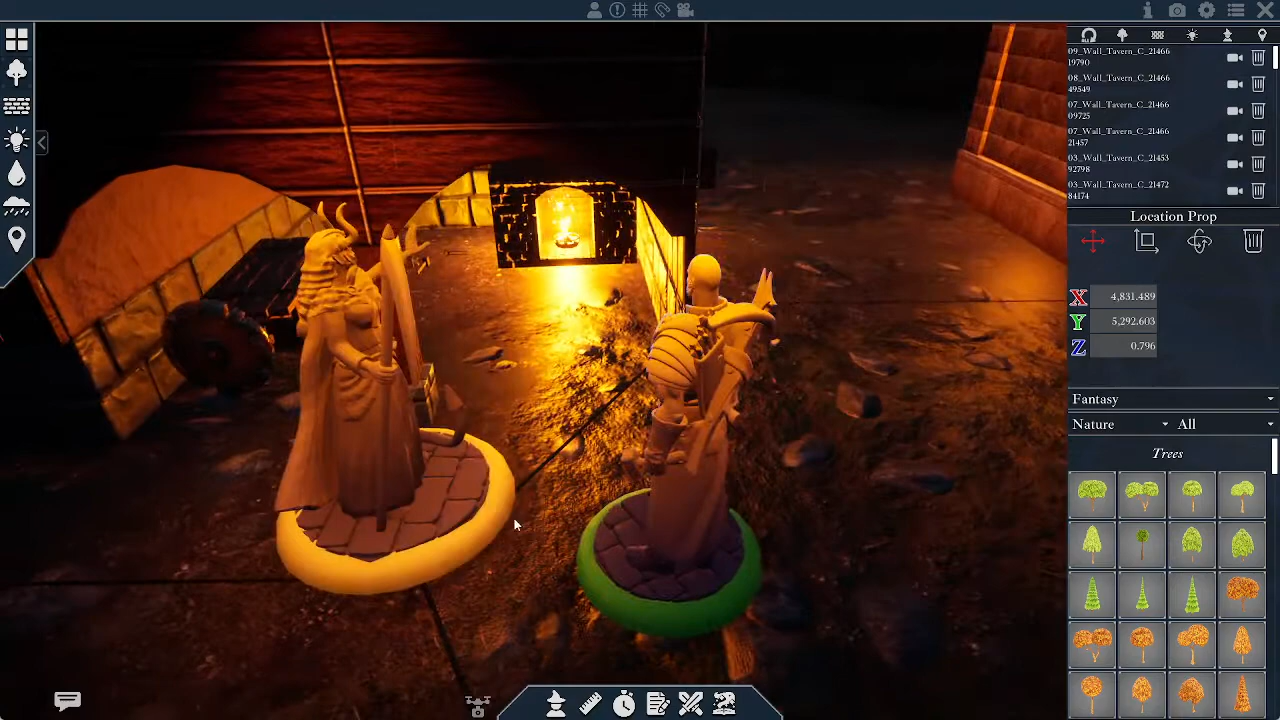 09_Wall_Tavern_C_21466
19790
08_Wall_Tavern_C_21466
49549
07_Wall_Tavern_C_21466
09725
07_Wall_Tavern_C_21466
21457
03_Wall_Tavern_C_21453
92798
03_Wall_Tavern_C_21472
84174
Location Prop
X 4,831.489
Y 5,292.603
Z 0.796
Fantasy
Nature All
Trees